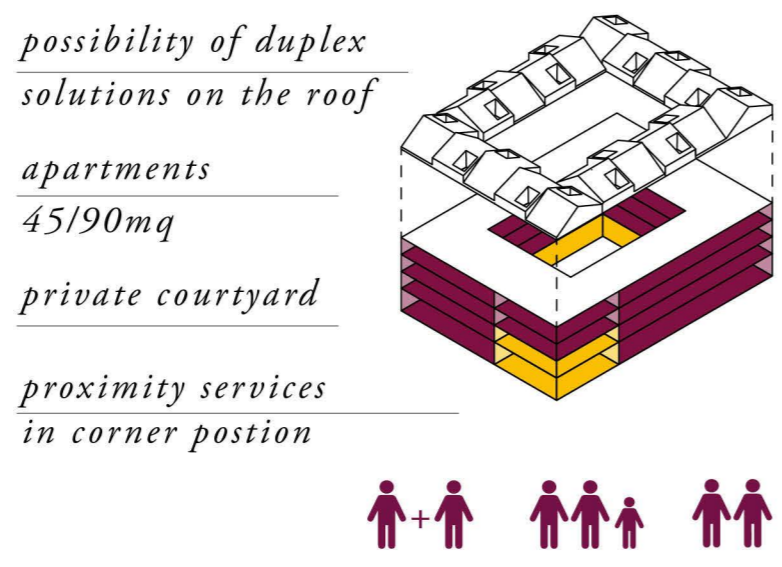 possibility of duplex
solutions on the roof
apartments
45/90mq
private courtyard
proximity services
in corner postion
+